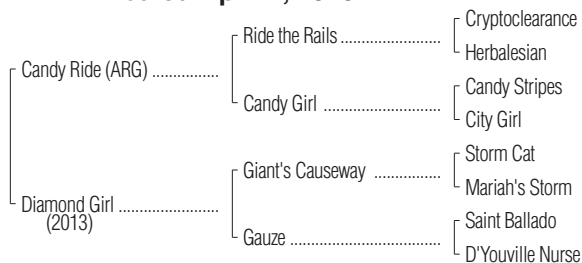 Cryptoclearance
Ride the Rails ....................
Herbalesian
Candy Ride (ARG) ................
Candy Stripes
Candy Girl .........................
City Girl
Storm Cat
Giant's Causeway ................
Mariah's Storm
Diamond Girl ........................
(2013)
Saint Ballado
Gauze ...............................
D'Youville Nurse